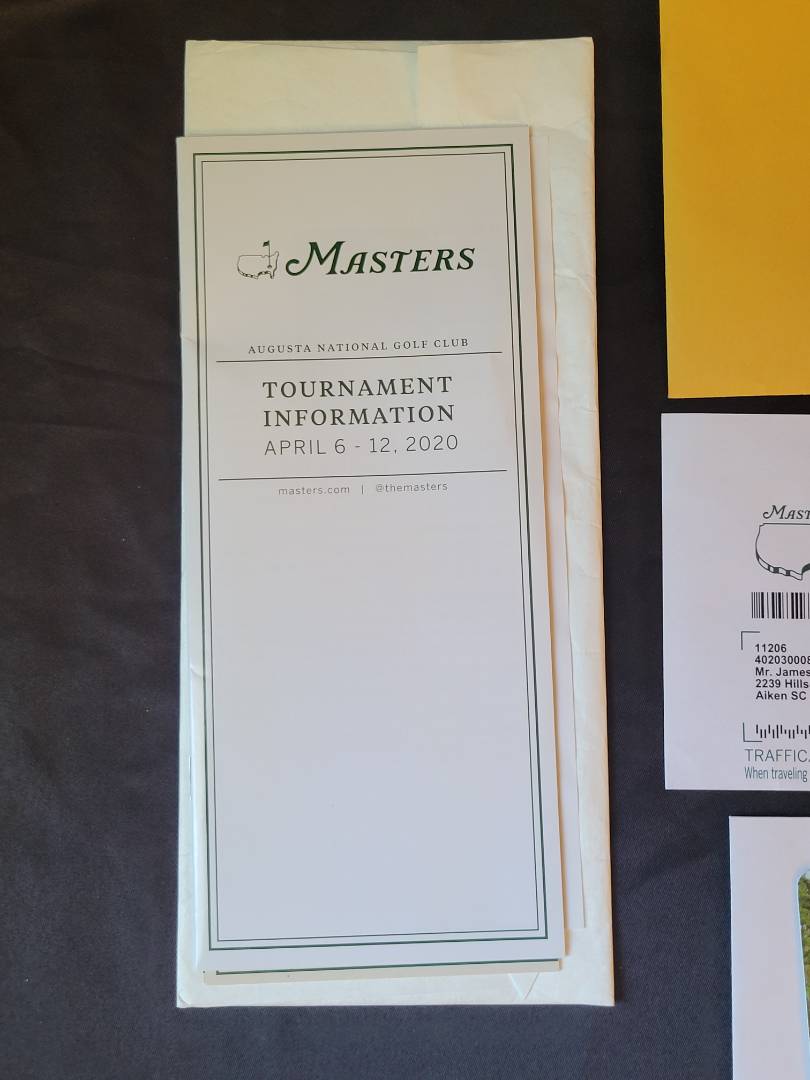 MASTERS
AUGUSTA NATIONAL GOLF CLUB
TOURNAMENT
INFORMATION
APRIL 6 - 12, 2020
masters.com | @themasters
11206
Mr. James
Aiken SC
When traveling